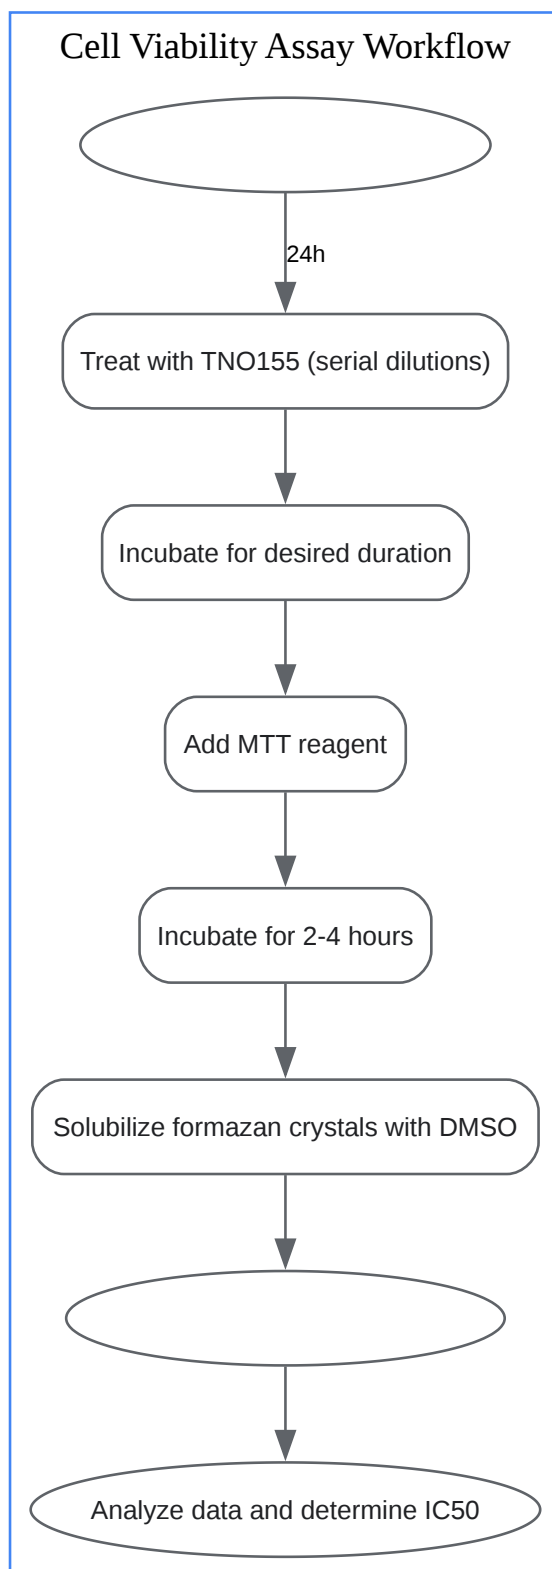 Cell Viability Assay Workflow
24h
Treat with TNO155 (serial dilutions)
Incubate for desired duration
Add MTT reagent
Incubate for 2-4 hours
Solubilize formazan crystals with DMSO
Analyze data and determine IC50